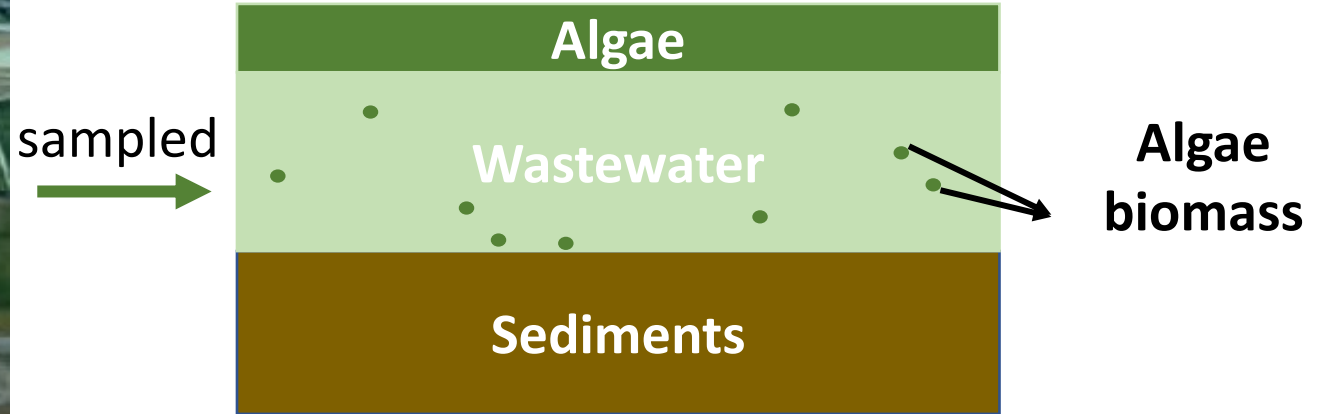 Algae
sampled
Wastewater
Algae
biomass
Sediments